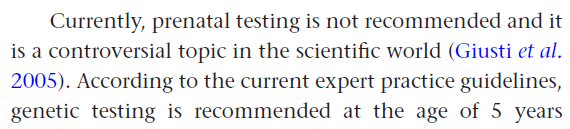 Currently, prenatal testing is not recommended and it
is a controversial topic in the scientific world (Giusti et al.
2005). According to the current expert practice guidelines,
genetic testing is recommended at the age of 5 years